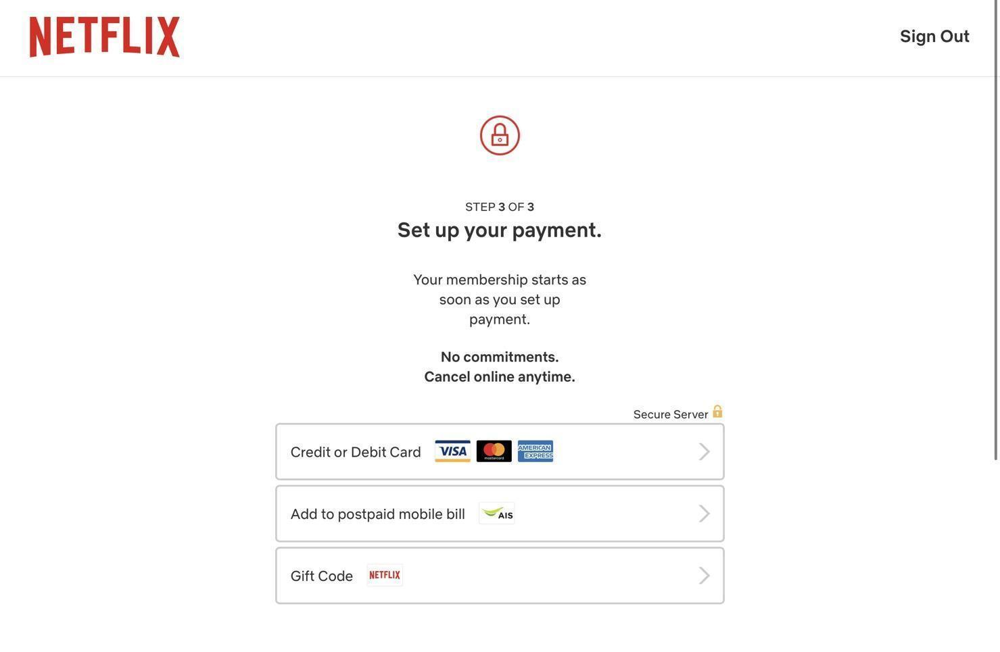 NETFLIX
Sign Out
STEP 3 OF 3
Set up your payment.
Your membership starts as
soon as you set up
payment.
No commitments.
Cancel online anytime.
Secure Server
Credit or Debit Card VISA mastercard AMERICAN EXPRESS
Add to postpaid mobile bill AIS
Gift Code NETFLIX